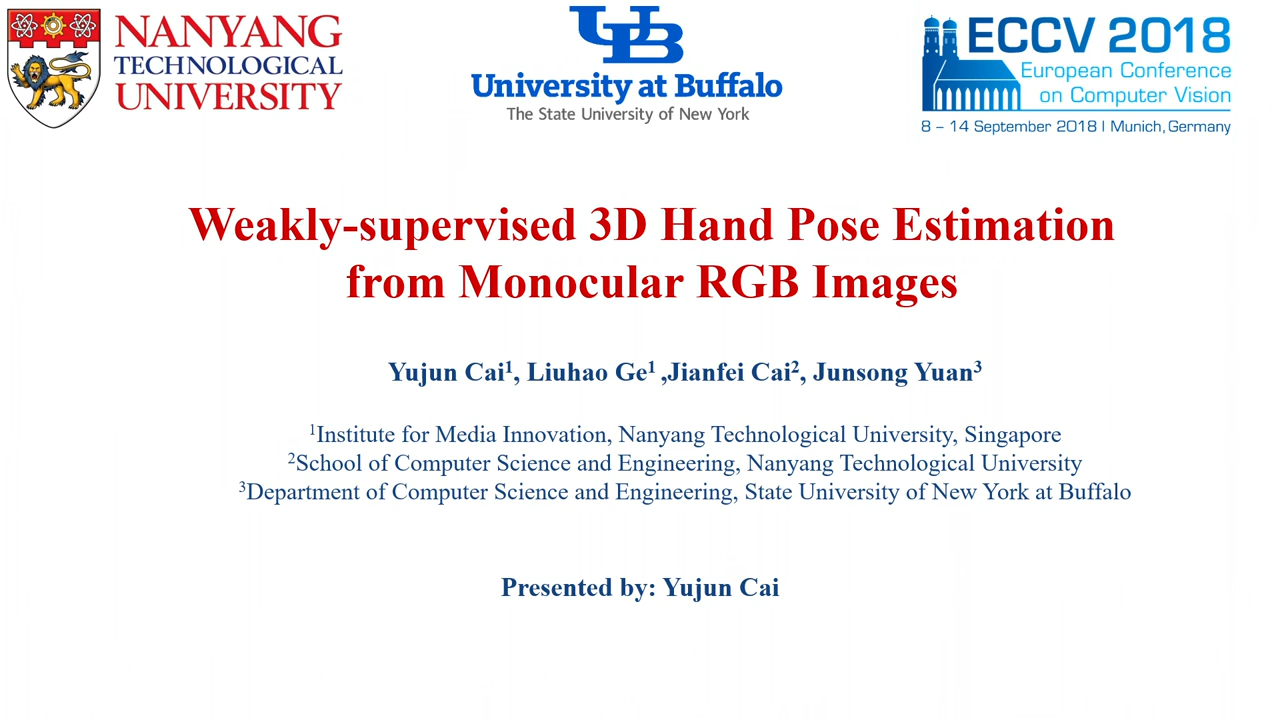 NANYANG
TECHNOLOGICAL
UNIVERSITY
UB
University at Buffalo
The State University of New York
ECCV 2018
European Conference
on Computer Vision
8 – 14 September 2018 | Munich, Germany
Weakly-supervised 3D Hand Pose Estimation
from Monocular RGB Images
Yujun Cai¹, Liuhao Ge¹ ,Jianfei Cai², Junsong Yuan³
¹Institute for Media Innovation, Nanyang Technological University, Singapore
²School of Computer Science and Engineering, Nanyang Technological University
³Department of Computer Science and Engineering, State University of New York at Buffalo
Presented by: Yujun Cai